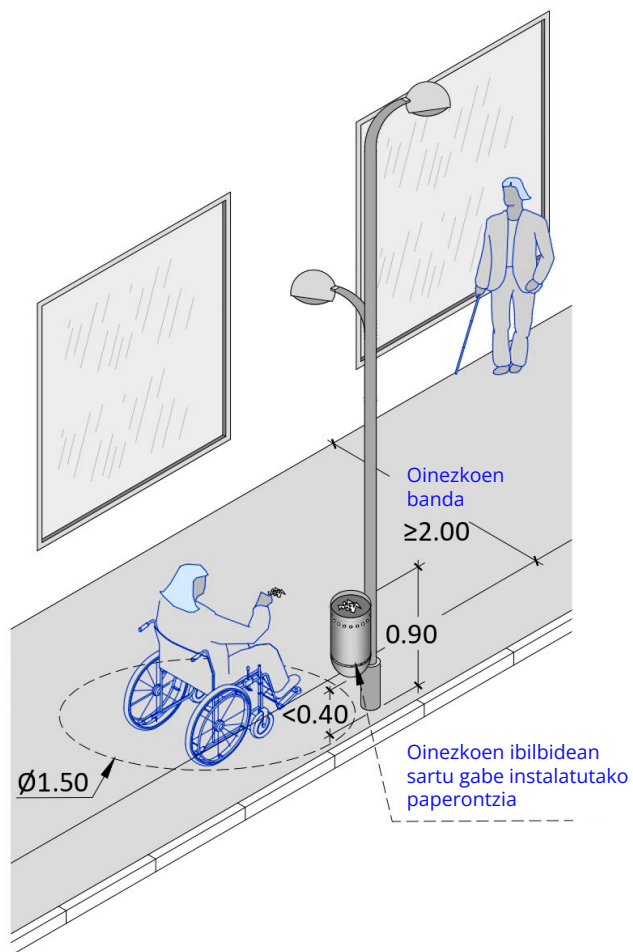 Oinezkoen
banda
≥2.00
0.90
<0.40
Ø1.50
Oinezkoen ibilbidean
sartu gabe instalatutako
paperontzia